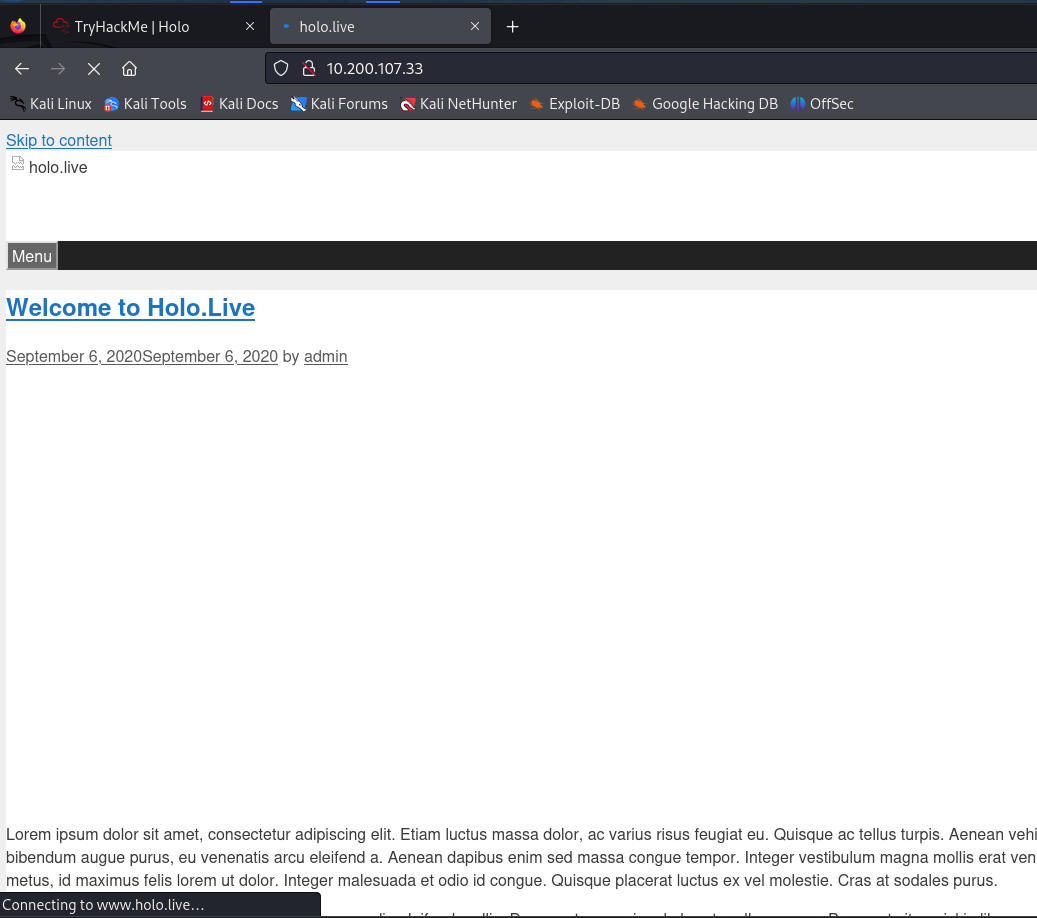 TryHackMe | Holo
holo.live
10.200.107.33
Kali Linux Kali Tools Kali Docs Kali Forums Kali NetHunter Exploit-DB Google Hacking DB OffSec
Skip to content
holo.live
Menu
Welcome to Holo.Live
September 6, 2020September 6, 2020 by admin
Lorem ipsum dolor sit amet, consectetur adipiscing elit. Etiam luctus massa dolor, ac varius risus feugiat eu. Quisque ac tellus turpis. Aenean vehi
bibendum augue purus, eu venenatis arcu eleifend a. Aenean dapibus enim sed massa congue tempor. Integer vestibulum magna mollis erat ven
metus, id maximus felis lorem ut dolor. Integer malesuada et odio id congue. Quisque placerat luctus ex vel molestie. Cras at sodales purus.
Connecting to www.holo.live…